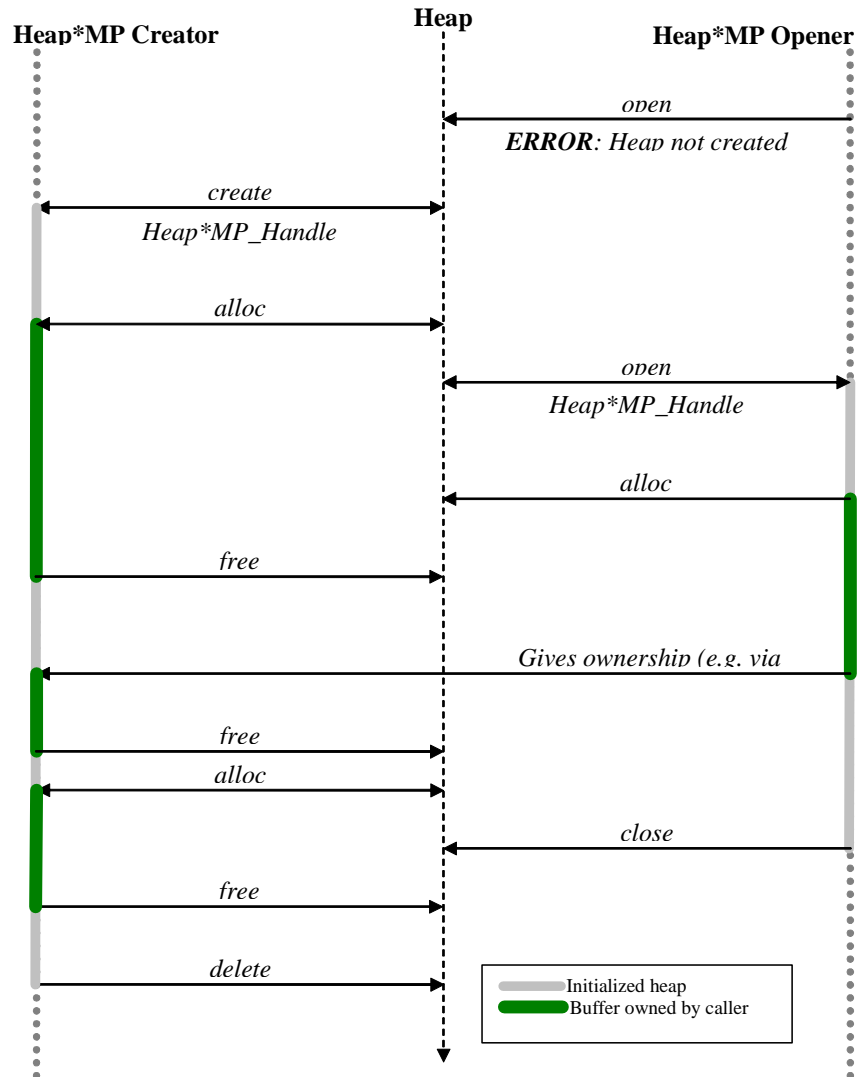 Heap
Heap*MP Creator
Heap*MP Opener
open
ERROR: Heap not created
create
Heap*MP_Handle
alloc
open
Heap*MP_Handle
alloc
free
Gives ownership (e.g. via
free
alloc
close
free
delete
Initialized heap
Buffer owned by caller